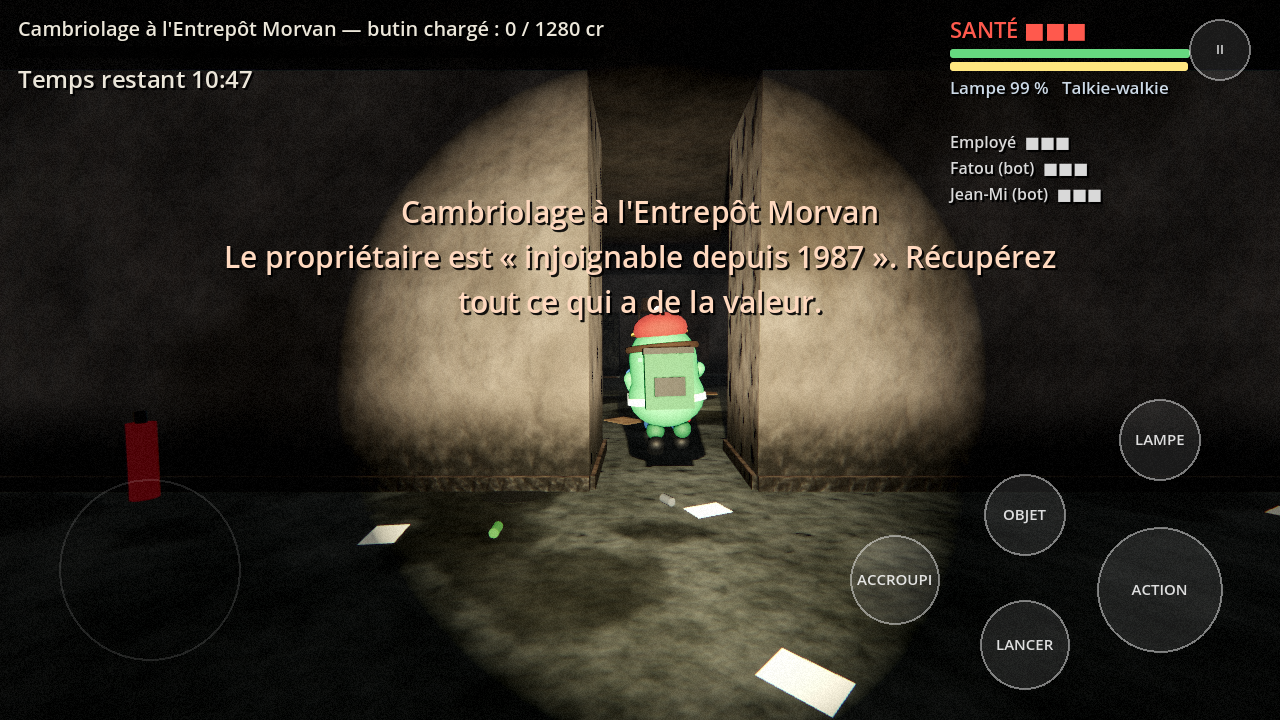 Cambriolage à l'Entrepôt Morvan — butin chargé : 0 / 1280 cr
Temps restant 10:47
SANTÉ
II
Lampe 99 % Talkie-walkie
Employé
Fatou (bot)
Jean-Mi (bot)
Cambriolage à l'Entrepôt Morvan
Le propriétaire est « injoignable depuis 1987 ». Récupérez
tout ce qui a de la valeur.
LAMPE
OBJET
ACCROUPI
ACTION
LANCER